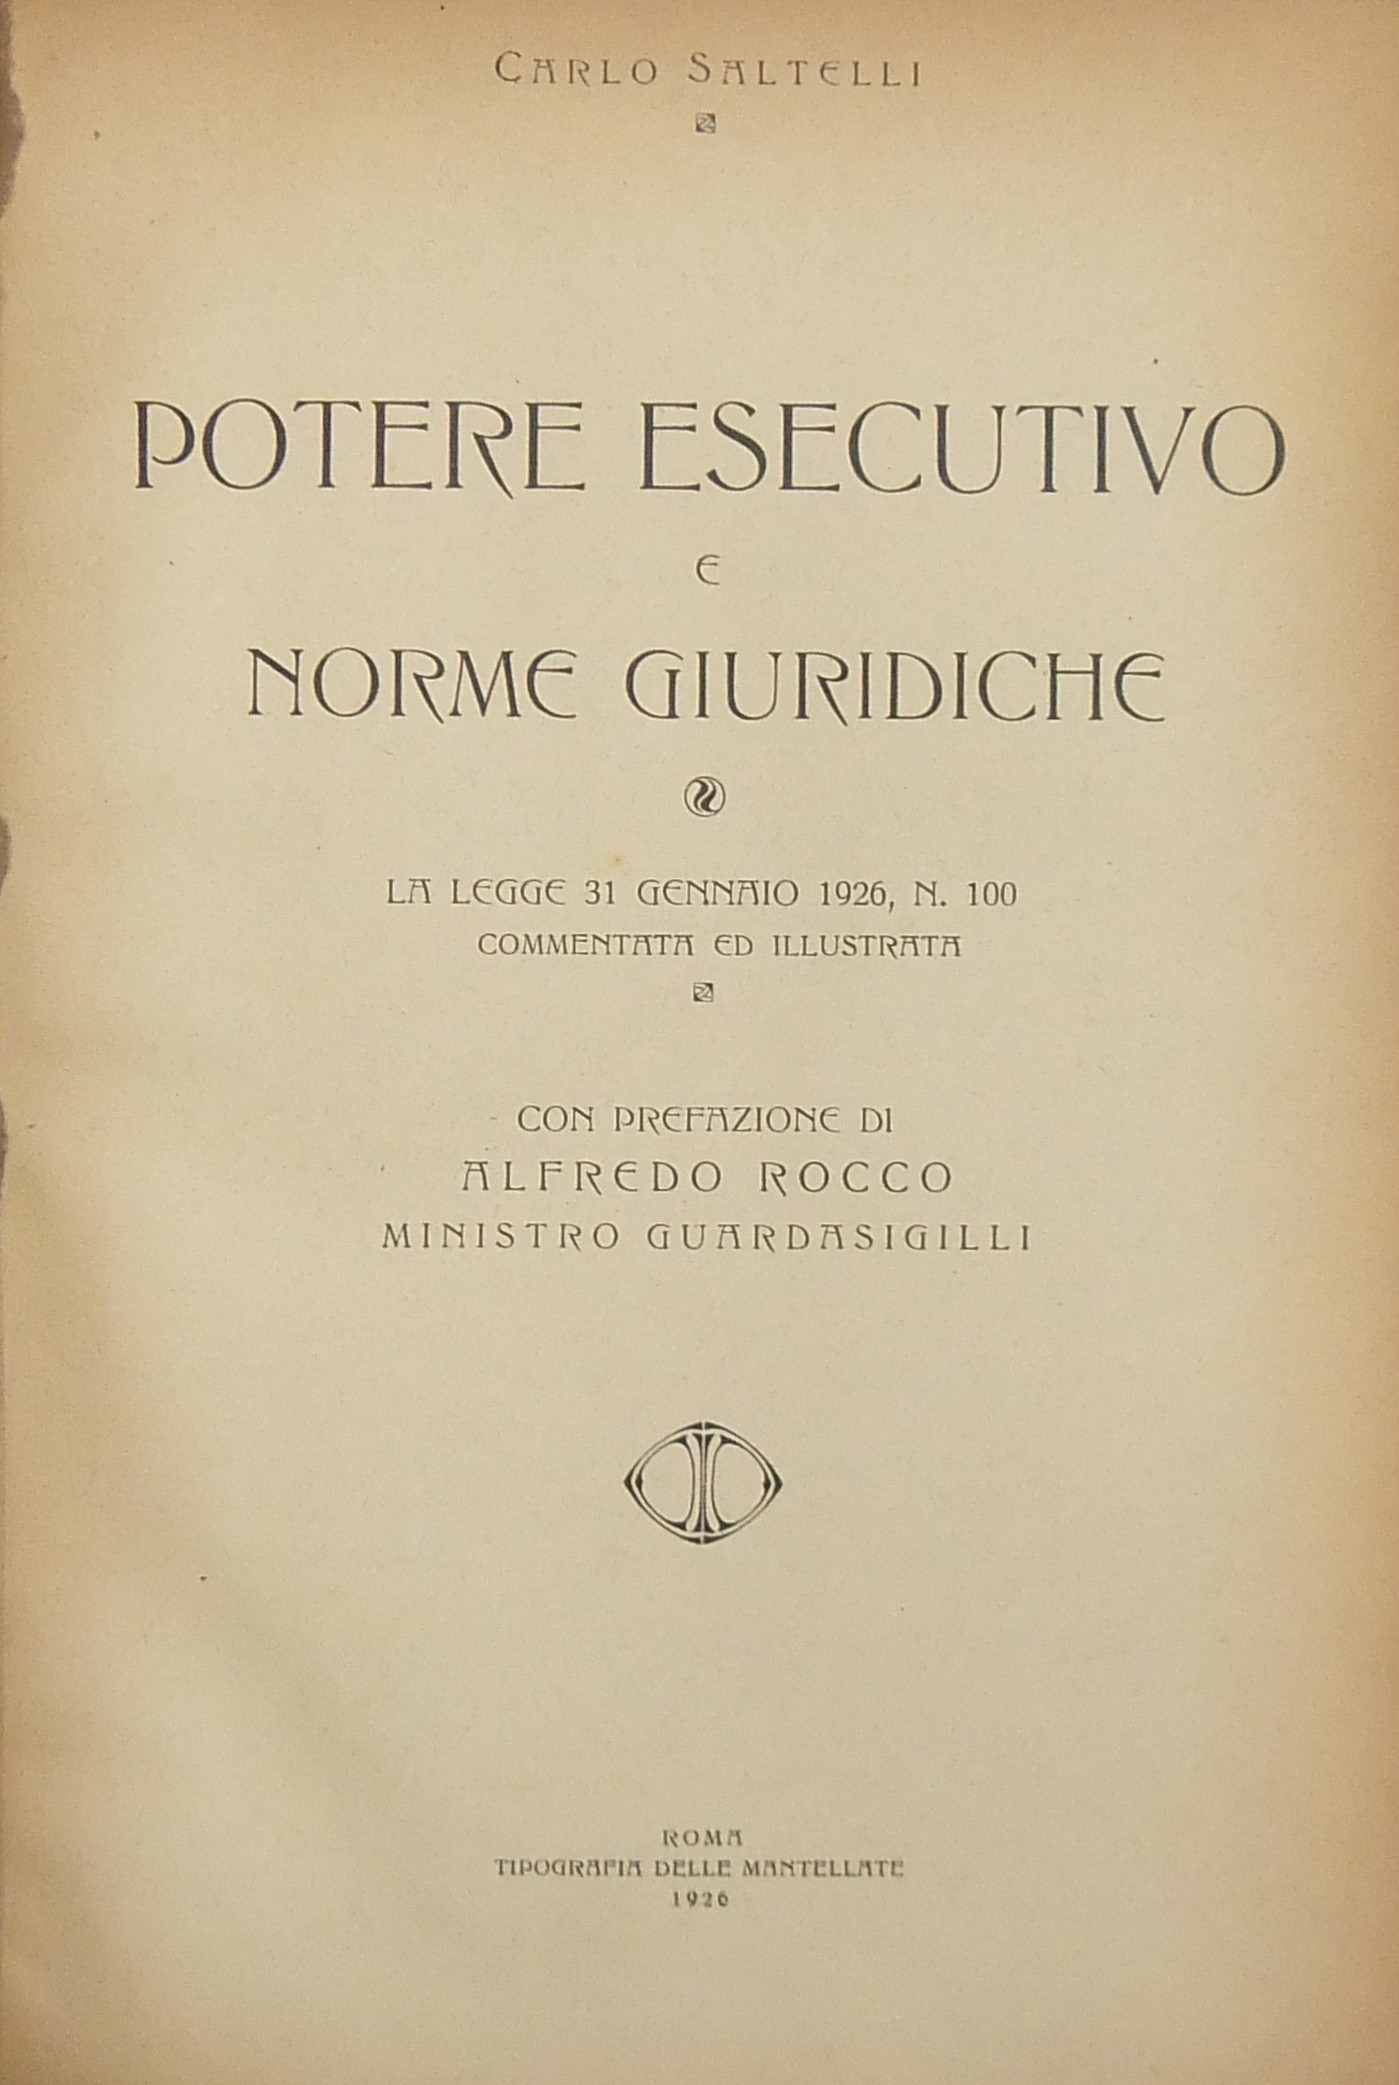 CARLO SALTELLI
POTERE ESECUTIVO
E
NORME GIURIDICHE
LA LEGGE 31 GENNAIO 1926, N. 100
COMMENTATA ED ILLUSTRATA
CON PREFAZIONE DI
ALFREDO ROCCO
MINISTRO GUARDASIGILLI
ROMA
TIPOGRAFIA DELLE MANTELLATE
1926